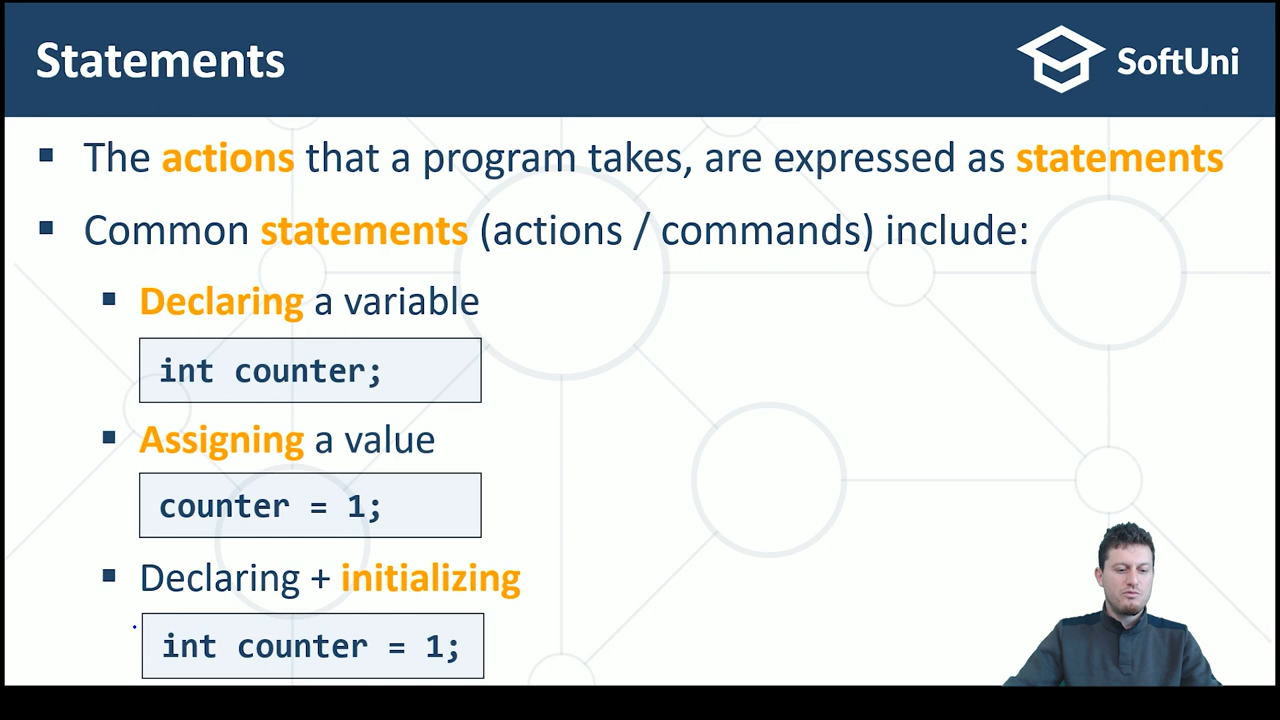 Statements
SoftUni
▪ The actions that a program takes, are expressed as statements
▪ Common statements (actions / commands) include:
▪ Declaring a variable
int counter;
▪ Assigning a value
counter = 1;
▪ Declaring + initializing
int counter = 1;